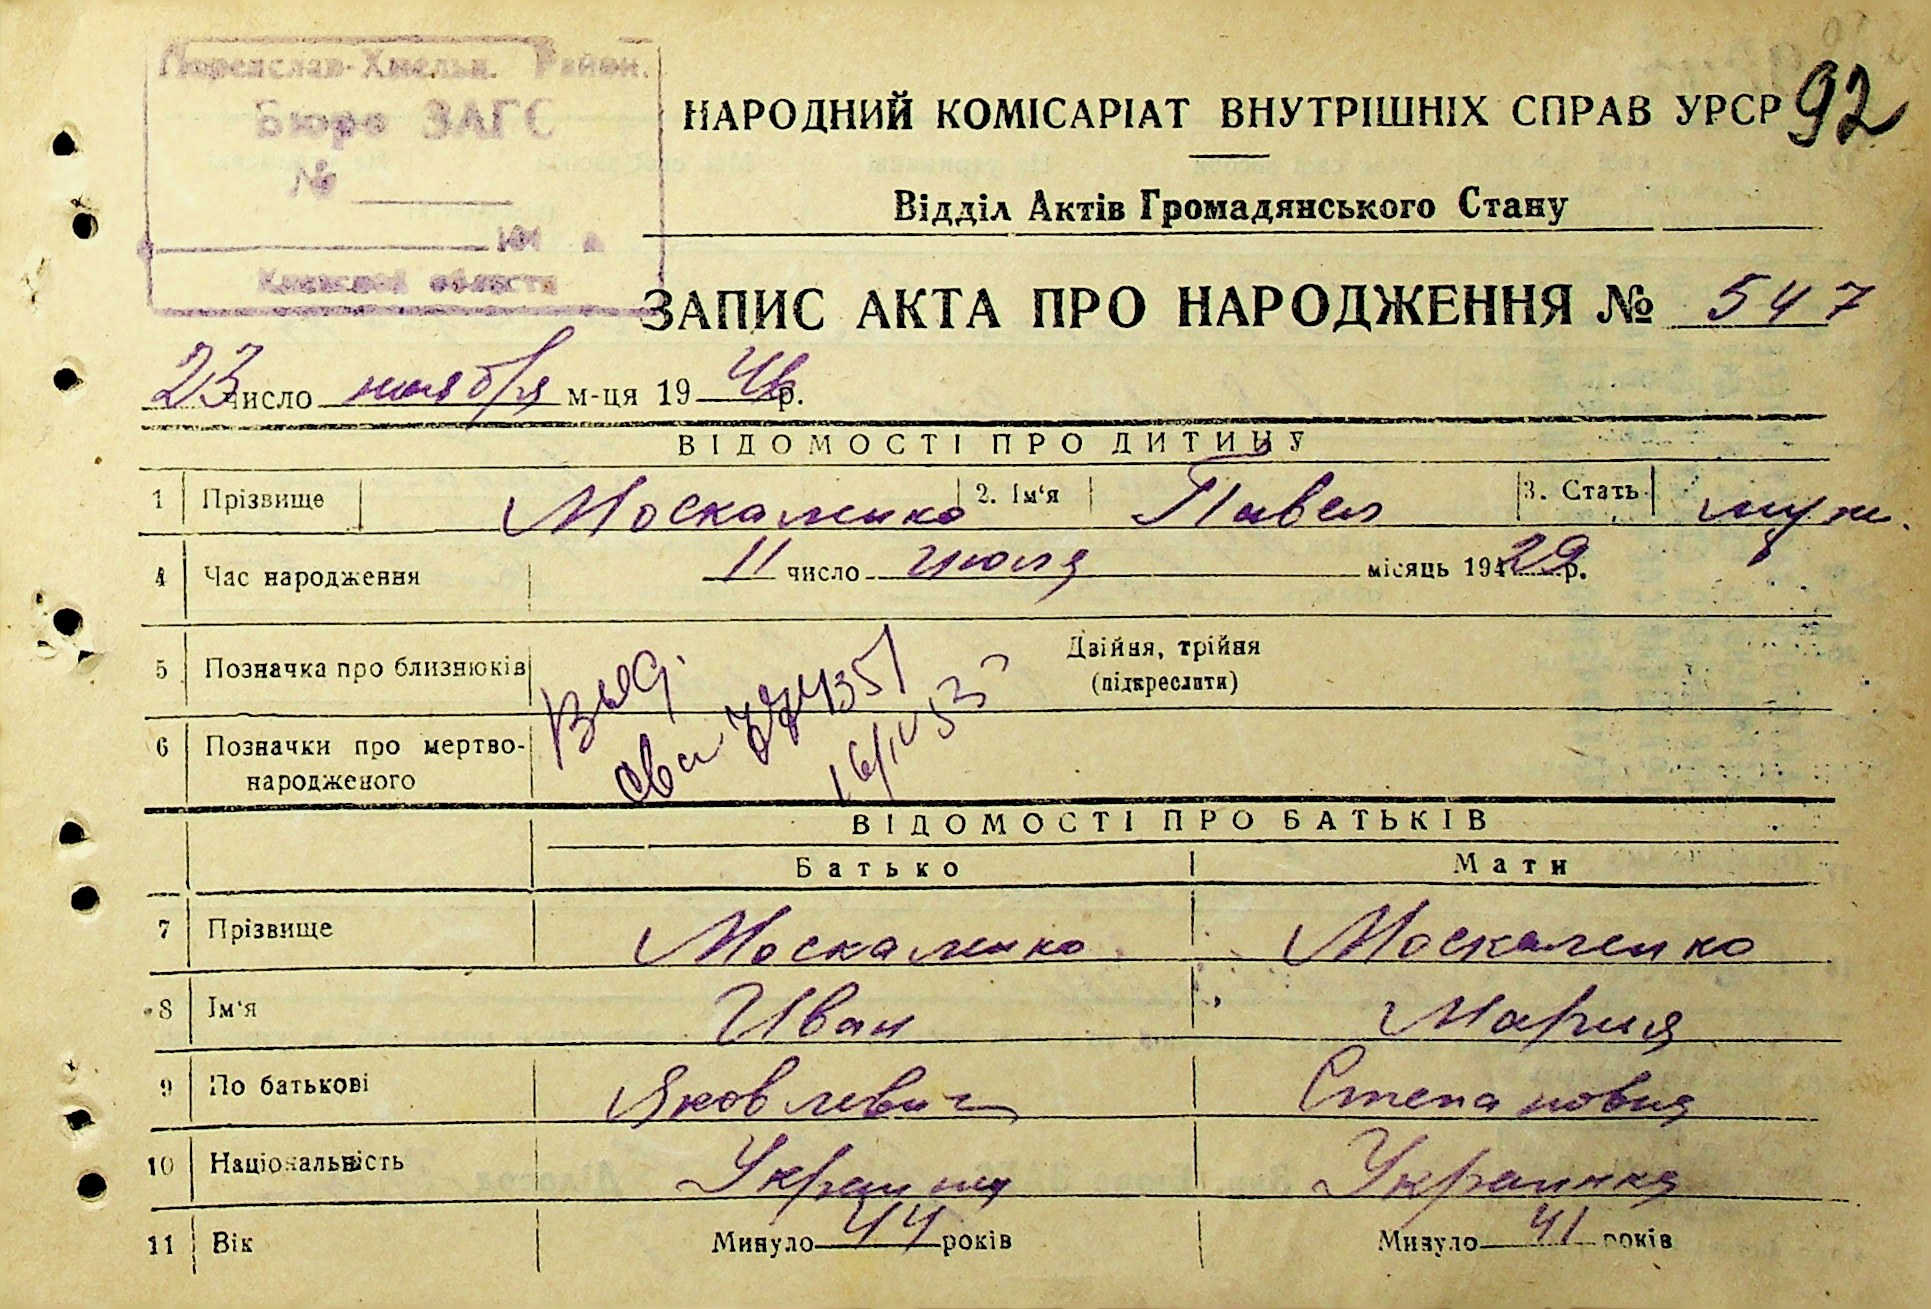 Переяслав-Хмельн. Район.
Бюро ЗАГС
№
194
Киевской области
92
НАРОДНИЙ КОМІСАРІАТ ВНУТРІШНІХ СПРАВ УРСР
Відділ Актів Громадянського Стану
ЗАПИС АКТА ПРО НАРОДЖЕННЯ № 547
23 число ноября м-ця 19 46 р.
ВІДОМОСТІ ПРО ДИТИНУ
1 Прізвище Москаленко 2. Ім'я Павел 3. Стать муж.
4 Час народження 11 число июля місяць 1929 р.
5 Позначка про близнюків Двійня, трійня
(підкреслити)
Выд.
6 Позначки про мертво-
народженого
ВІДОМОСТІ ПРО БАТЬКІВ
Батько Мати
7 Прізвище Москаленко Москаленко
8 Ім'я Иван Мария
9 По батькові Яковлевич Степановна
10 Національність Украинец Украинка
11 Вік Минуло 44 років Минуло 41 років